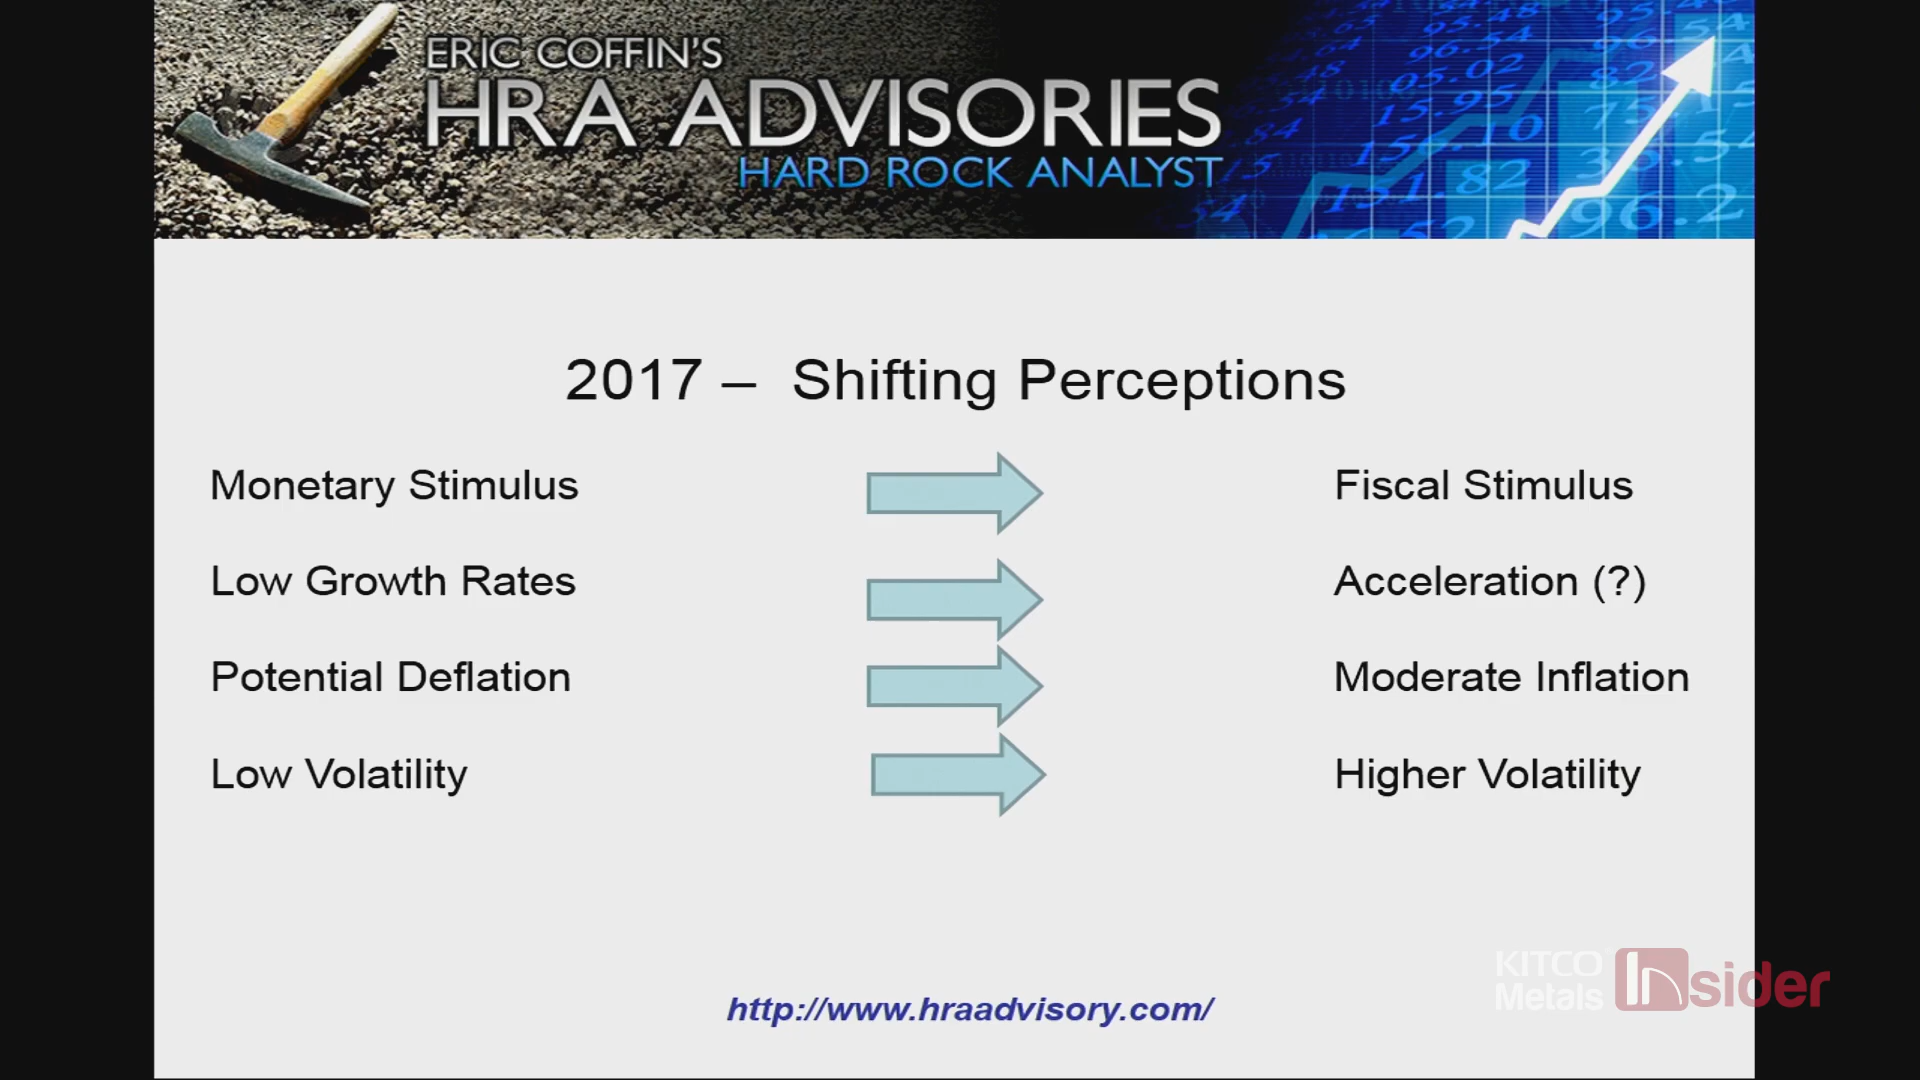 ERIC COFFIN'S
HRA ADVISORIES
HARD ROCK ANALYST
2017 – Shifting Perceptions
Monetary Stimulus Fiscal Stimulus
Low Growth Rates Acceleration (?)
Potential Deflation Moderate Inflation
Low Volatility Higher Volatility
http://www.hraadvisory.com/
KITCO
Metals Insider